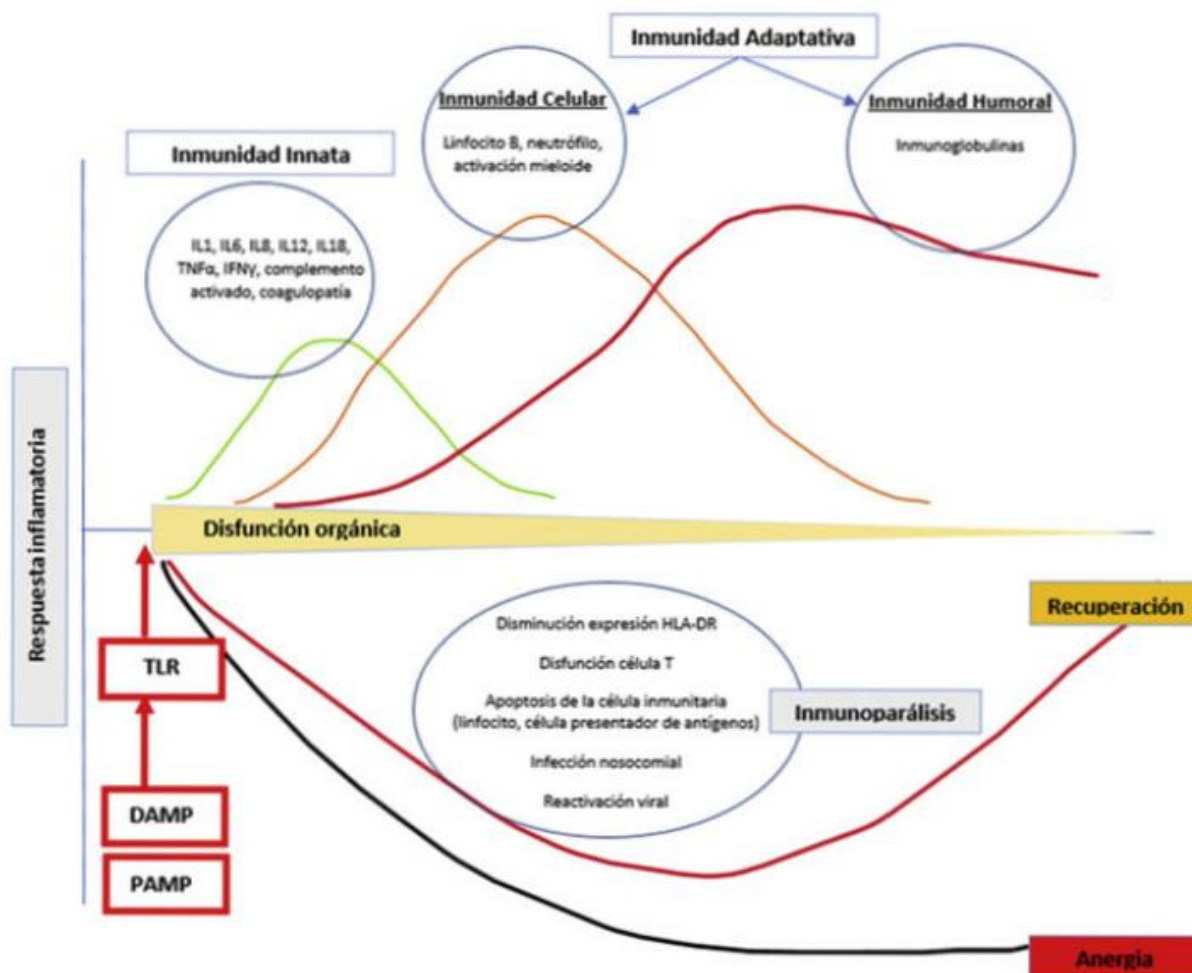 Inmunidad Adaptativa
Inmunidad Celular
Linfocito B, neutrófilo,
activación mieloide
Inmunidad Humoral
Inmunoglobulinas
Inmunidad Innata
IL1, IL6, IL8, IL12, IL18,
TNFα, IFNγ, complemento
activado, coagulopatía
Respuesta inflamatoria
Disfunción orgánica
TLR
DAMP
PAMP
Disminución expresión HLA-DR
Disfunción célula T
Apoptosis de la célula inmunitaria
(linfocito, célula presentador de antígenos)
Infección nosocomial
Reactivación viral
Inmunoparálisis
Recuperación
Anergia